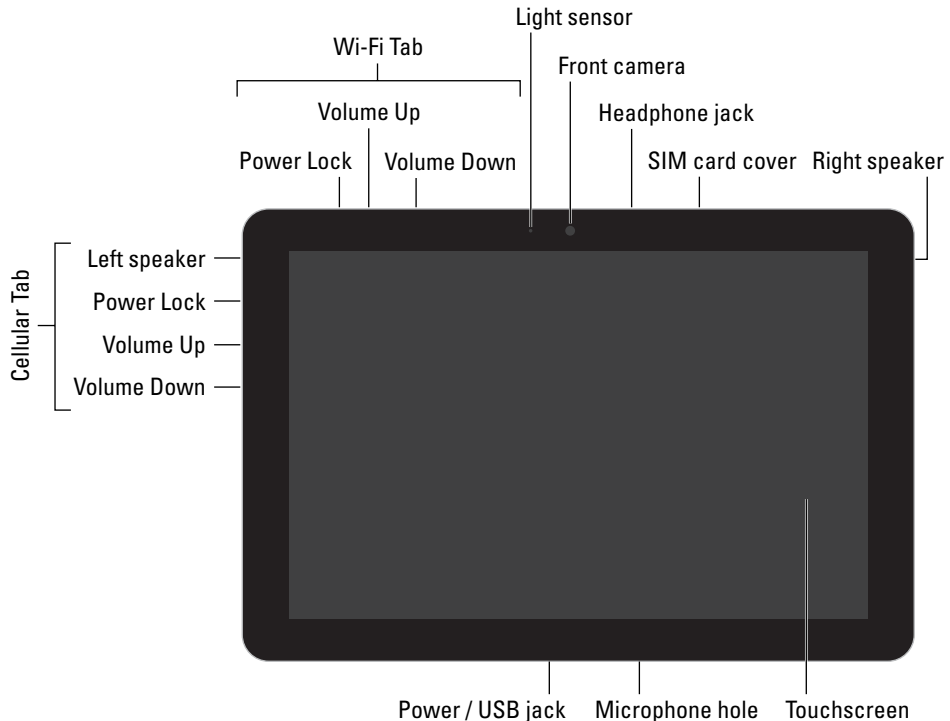 Light sensor
Wi-Fi Tab
Front camera
Volume Up
Headphone jack
Power Lock
Volume Down
SIM card cover
Right speaker
Cellular Tab
Left speaker
Power Lock
Volume Up
Volume Down
Power / USB jack
Microphone hole
Touchscreen